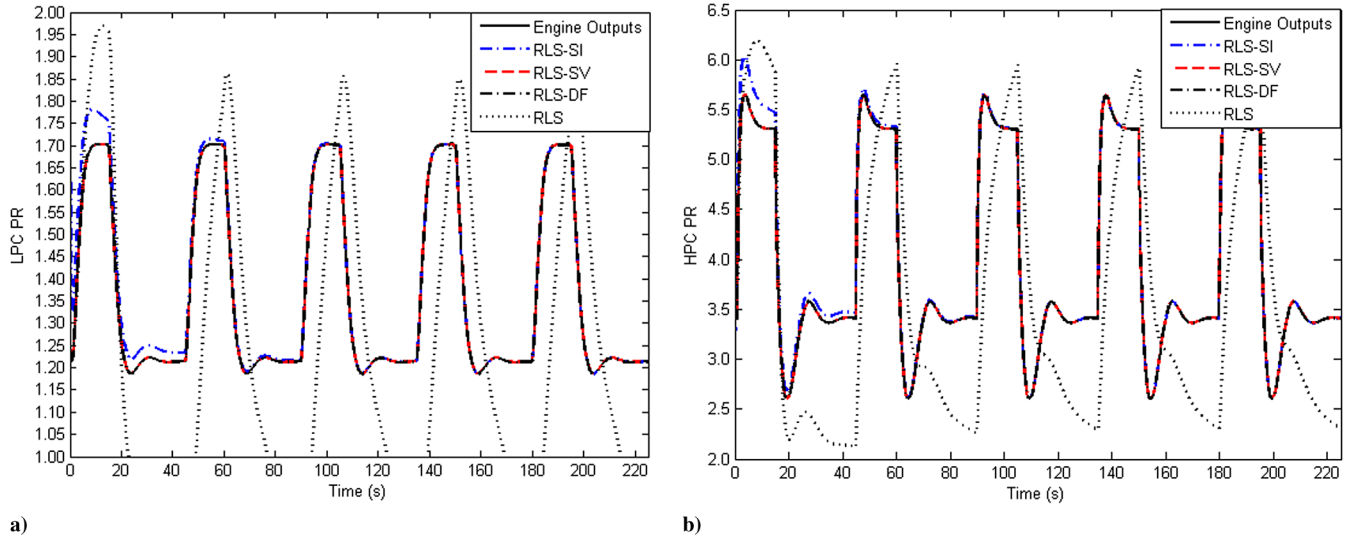 2.00
1.95
1.90
1.85
1.80
1.75
1.70
1.65
1.60
1.55
1.50
1.45
1.40
1.35
1.30
1.25
1.20
1.15
1.10
1.05
1.00
LPC PR
0 20 40 60 80 100 120 140 160 180 200 220
Time (s)
Engine Outputs
RLS-SI
RLS-SV
RLS-DF
RLS
a)
6.5
6.0
5.5
5.0
4.5
4.0
3.5
3.0
2.5
2.0
HPC PR
0 20 40 60 80 100 120 140 160 180 200 220
Time (s)
Engine Outputs
RLS-SI
RLS-SV
RLS-DF
RLS
b)